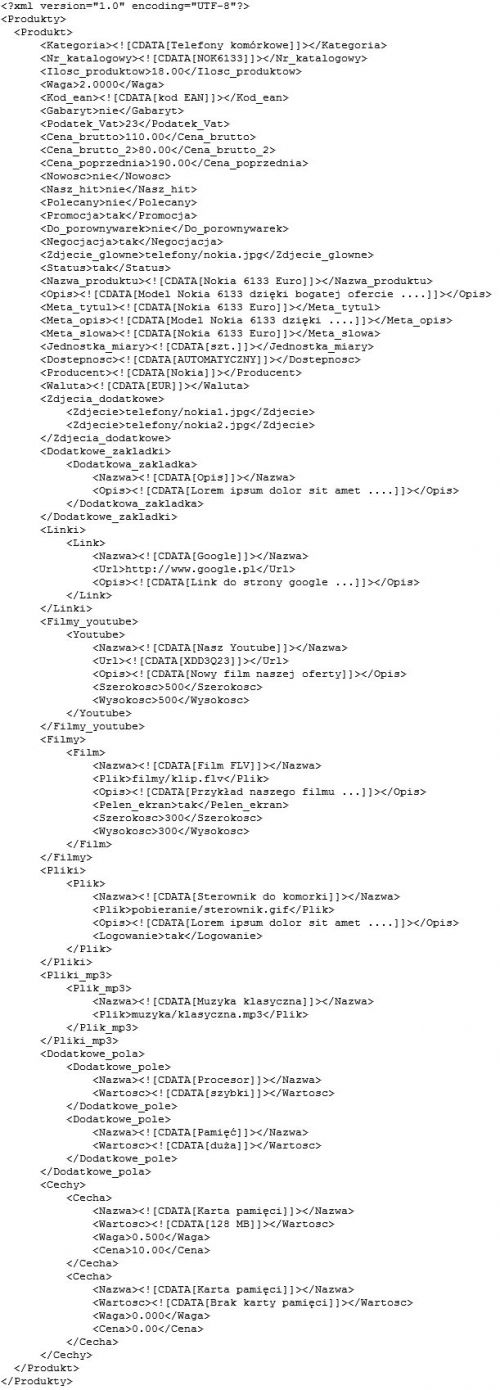 <?xml version="1.0" encoding="UTF-8"?>
<Produkty>
  <Produkt>
      <Kategoria><![CDATA[Telefony komórkowe]]></Kategoria>
      <Nr_katalogowy><![CDATA[NOK6133]]></Nr_katalogowy>
      <Ilosc_produktow>18.00</Ilosc_produktow>
      <Waga>2.0000</Waga>
      <Kod_ean><![CDATA[kod EAN]]></Kod_ean>
      <Gabaryt>nie</Gabaryt>
      <Podatek_Vat>23</Podatek_Vat>
      <Cena_brutto>110.00</Cena_brutto>
      <Cena_brutto_2>80.00</Cena_brutto_2>
      <Cena_poprzednia>190.00</Cena_poprzednia>
      <Nowosc>nie</Nowosc>
      <Nasz_hit>nie</Nasz_hit>
      <Polecany>nie</Polecany>
      <Promocja>tak</Promocja>
      <Do_porownywarek>nie</Do_porownywarek>
      <Negocjacja>tak</Negocjacja>
      <Zdjecie_glowne>telefony/nokia.jpg</Zdjecie_glowne>
      <Status>tak</Status>
      <Nazwa_produktu><![CDATA[Nokia 6133 Euro]]></Nazwa_produktu>
      <Opis><![CDATA[Model Nokia 6133 dzięki bogatej ofercie ....]]></Opis>
      <Meta_tytul><![CDATA[Nokia 6133 Euro]]></Meta_tytul>
      <Meta_opis><![CDATA[Model Nokia 6133 dzięki ....]]></Meta_opis>
      <Meta_slowa><![CDATA[Nokia 6133 Euro]]></Meta_slowa>
      <Jednostka_miary><![CDATA[szt.]]></Jednostka_miary>
      <Dostepnosc><![CDATA[AUTOMATYCZNY]]></Dostepnosc>
      <Producent><![CDATA[Nokia]]></Producent>
      <Waluta><![CDATA[EUR]]></Waluta>
      <Zdjecia_dodatkowe>
          <Zdjecie>telefony/nokia1.jpg</Zdjecie>
          <Zdjecie>telefony/nokia2.jpg</Zdjecie>
      </Zdjecia_dodatkowe>
      <Dodatkowe_zakladki>
          <Dodatkowa_zakladka>
              <Nazwa><![CDATA[Opis]]></Nazwa>
              <Opis><![CDATA[Lorem ipsum dolor sit amet ....]]></Opis>
          </Dodatkowa_zakladka>
      </Dodatkowe_zakladki>
      <Linki>
          <Link>
              <Nazwa><![CDATA[Google]]></Nazwa>
              <Url>http://www.google.pl</Url>
              <Opis><![CDATA[Link do strony google ...]]></Opis>
          </Link>
      </Linki>
      <Filmy_youtube>
          <Youtube>
              <Nazwa><![CDATA[Nasz Youtube]]></Nazwa>
              <Url><![CDATA[XDD3Q23]]></Url>
              <Opis><![CDATA[Nowy film naszej oferty]]></Opis>
              <Szerokosc>500</Szerokosc>
              <Wysokosc>500</Wysokosc>
          </Youtube>
      </Filmy_youtube>
      <Filmy>
          <Film>
              <Nazwa><![CDATA[Film FLV]]></Nazwa>
              <Plik>filmy/klip.flv</Plik>
              <Opis><![CDATA[Przykład naszego filmu ...]]></Opis>
              <Pelen_ekran>tak</Pelen_ekran>
              <Szerokosc>300</Szerokosc>
              <Wysokosc>300</Wysokosc>
          </Film>
      </Filmy>
      <Pliki>
          <Plik>
              <Nazwa><![CDATA[Sterownik do komorki]]></Nazwa>
              <Plik>pobieranie/sterownik.gif</Plik>
              <Opis><![CDATA[Lorem ipsum dolor sit amet ....]]></Opis>
              <Logowanie>tak</Logowanie>
          </Plik>
      </Pliki>
      <Pliki_mp3>
          <Plik_mp3>
              <Nazwa><![CDATA[Muzyka klasyczna]]></Nazwa>
              <Plik>muzyka/klasyczna.mp3</Plik>
          </Plik_mp3>
      </Pliki_mp3>
      <Dodatkowe_pola>
          <Dodatkowe_pole>
              <Nazwa><![CDATA[Procesor]]></Nazwa>
              <Wartosc><![CDATA[szybki]]></Wartosc>
          </Dodatkowe_pole>
          <Dodatkowe_pole>
              <Nazwa><![CDATA[Pamięć]]></Nazwa>
              <Wartosc><![CDATA[duża]]></Wartosc>
          </Dodatkowe_pole>
      </Dodatkowe_pola>
      <Cechy>
          <Cecha>
              <Nazwa><![CDATA[Karta pamięci]]></Nazwa>
              <Wartosc><![CDATA[128 MB]]></Wartosc>
              <Waga>0.500</Waga>
              <Cena>10.00</Cena>
          </Cecha>
          <Cecha>
              <Nazwa><![CDATA[Karta pamięci]]></Nazwa>
              <Wartosc><![CDATA[Brak karty pamięci]]></Wartosc>
              <Waga>0.000</Waga>
              <Cena>0.00</Cena>
          </Cecha>
      </Cechy>
  </Produkt>
</Produkty>